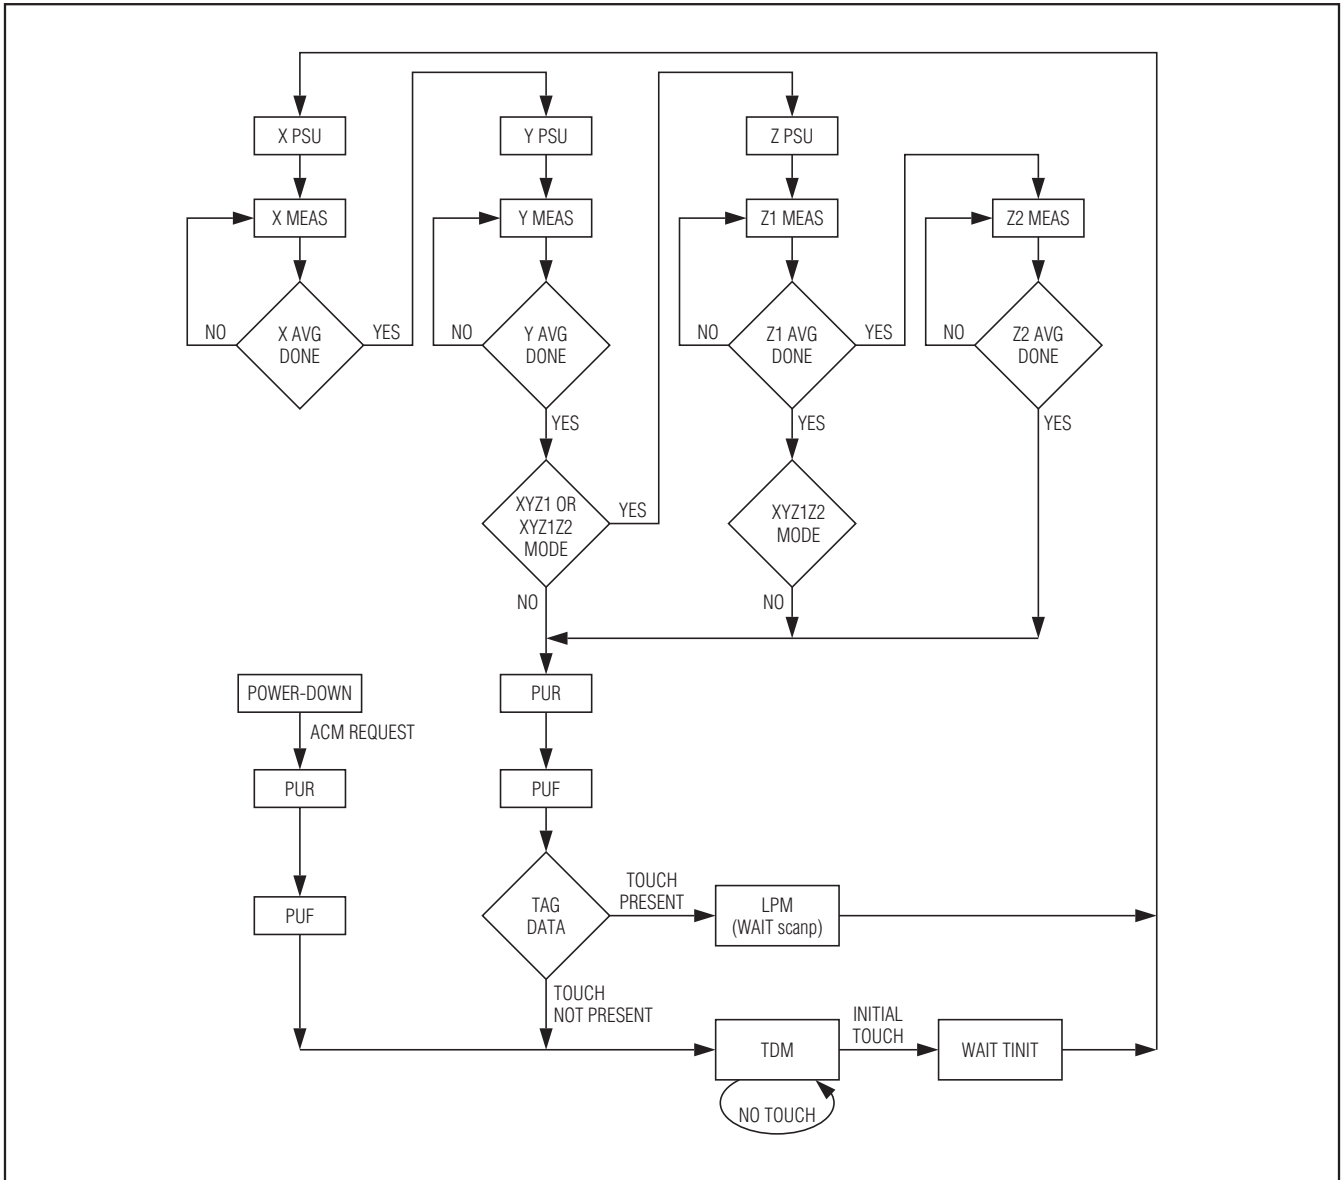 X PSU
Y PSU
Z PSU
X MEAS
Y MEAS
Z1 MEAS
Z2 MEAS
NO
X AVG
DONE
YES
NO
Y AVG
DONE
NO
Z1 AVG
DONE
YES
NO
Z2 AVG
DONE
YES
YES
YES
XYZ1 OR
XYZ1Z2
MODE
YES
XYZ1Z2
MODE
NO
NO
POWER-DOWN
PUR
ACM REQUEST
PUR
PUF
PUF
TAG
DATA
TOUCH
PRESENT
LPM
(WAIT scanp)
TOUCH
NOT PRESENT
TDM
INITIAL
TOUCH
WAIT TINIT
NO TOUCH